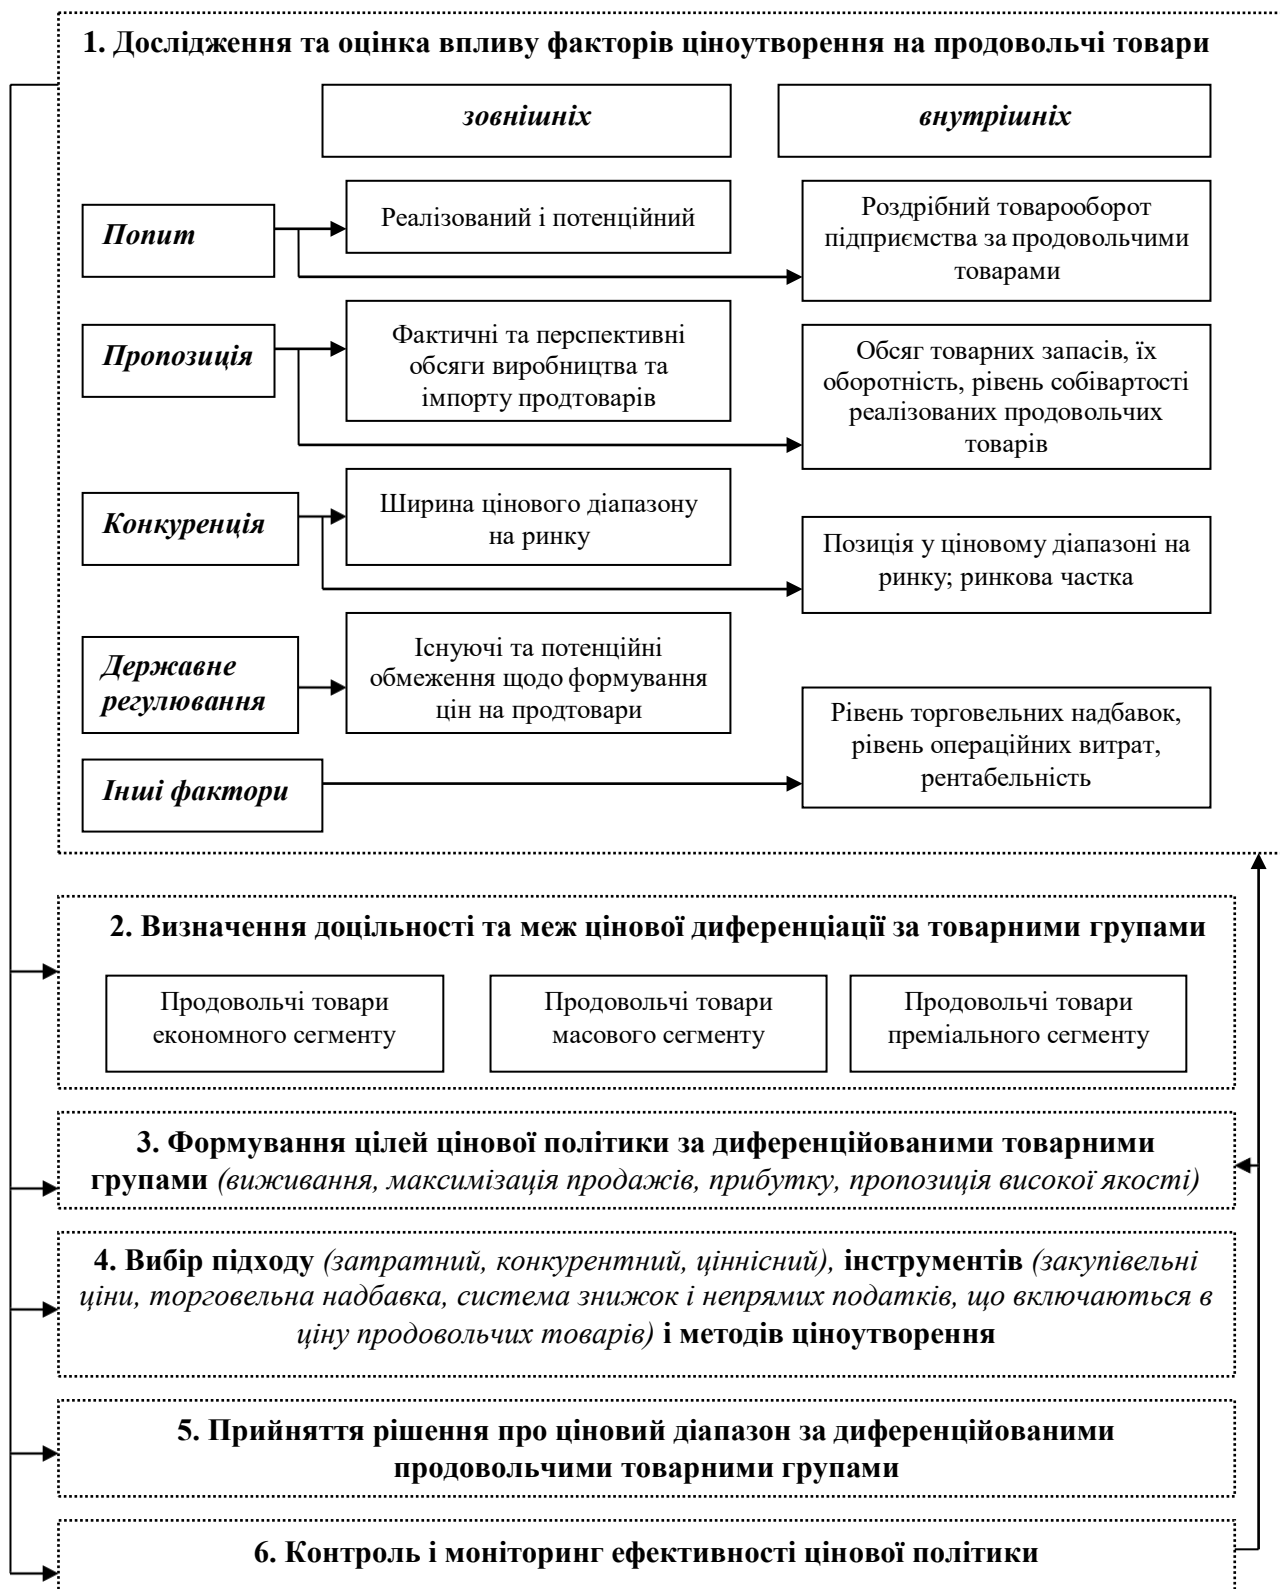 1. Дослідження та оцінка впливу факторів ціноутворення на продовольчі товари
зовнішніх
внутрішніх
Попит
Реалізований і потенційний
Роздрібний товарооборот
підприємства за продовольчими
товарами
Пропозиція
Фактичні та перспективні
обсяги виробництва та
імпорту продтоварів
Обсяг товарних запасів, їх
оборотність, рівень собівартості
реалізованих продовольчих
товарів
Конкуренція
Ширина цінового діапазону
на ринку
Позиція у ціновому діапазоні на
ринку; ринкова частка
Державне
регулювання
Існуючі та потенційні
обмеження щодо формування
цін на продтовари
Інші фактори
Рівень торговельних надбавок,
рівень операційних витрат,
рентабельність
2. Визначення доцільності та меж цінової диференціації за товарними групами
Продовольчі товари
економного сегменту
Продовольчі товари
масового сегменту
Продовольчі товари
преміального сегменту
3. Формування цілей цінової політики за диференційованими товарними
групами (виживання, максимізація продажів, прибутку, пропозиція високої якості)
4. Вибір підходу (затратний, конкурентний, ціннісний), інструментів (закупівельні
ціни, торговельна надбавка, система знижок і непрямих податків, що включаються в
ціну продовольчих товарів) і методів ціноутворення
5. Прийняття рішення про ціновий діапазон за диференційованими
продовольчими товарними групами
6. Контроль і моніторинг ефективності цінової політики